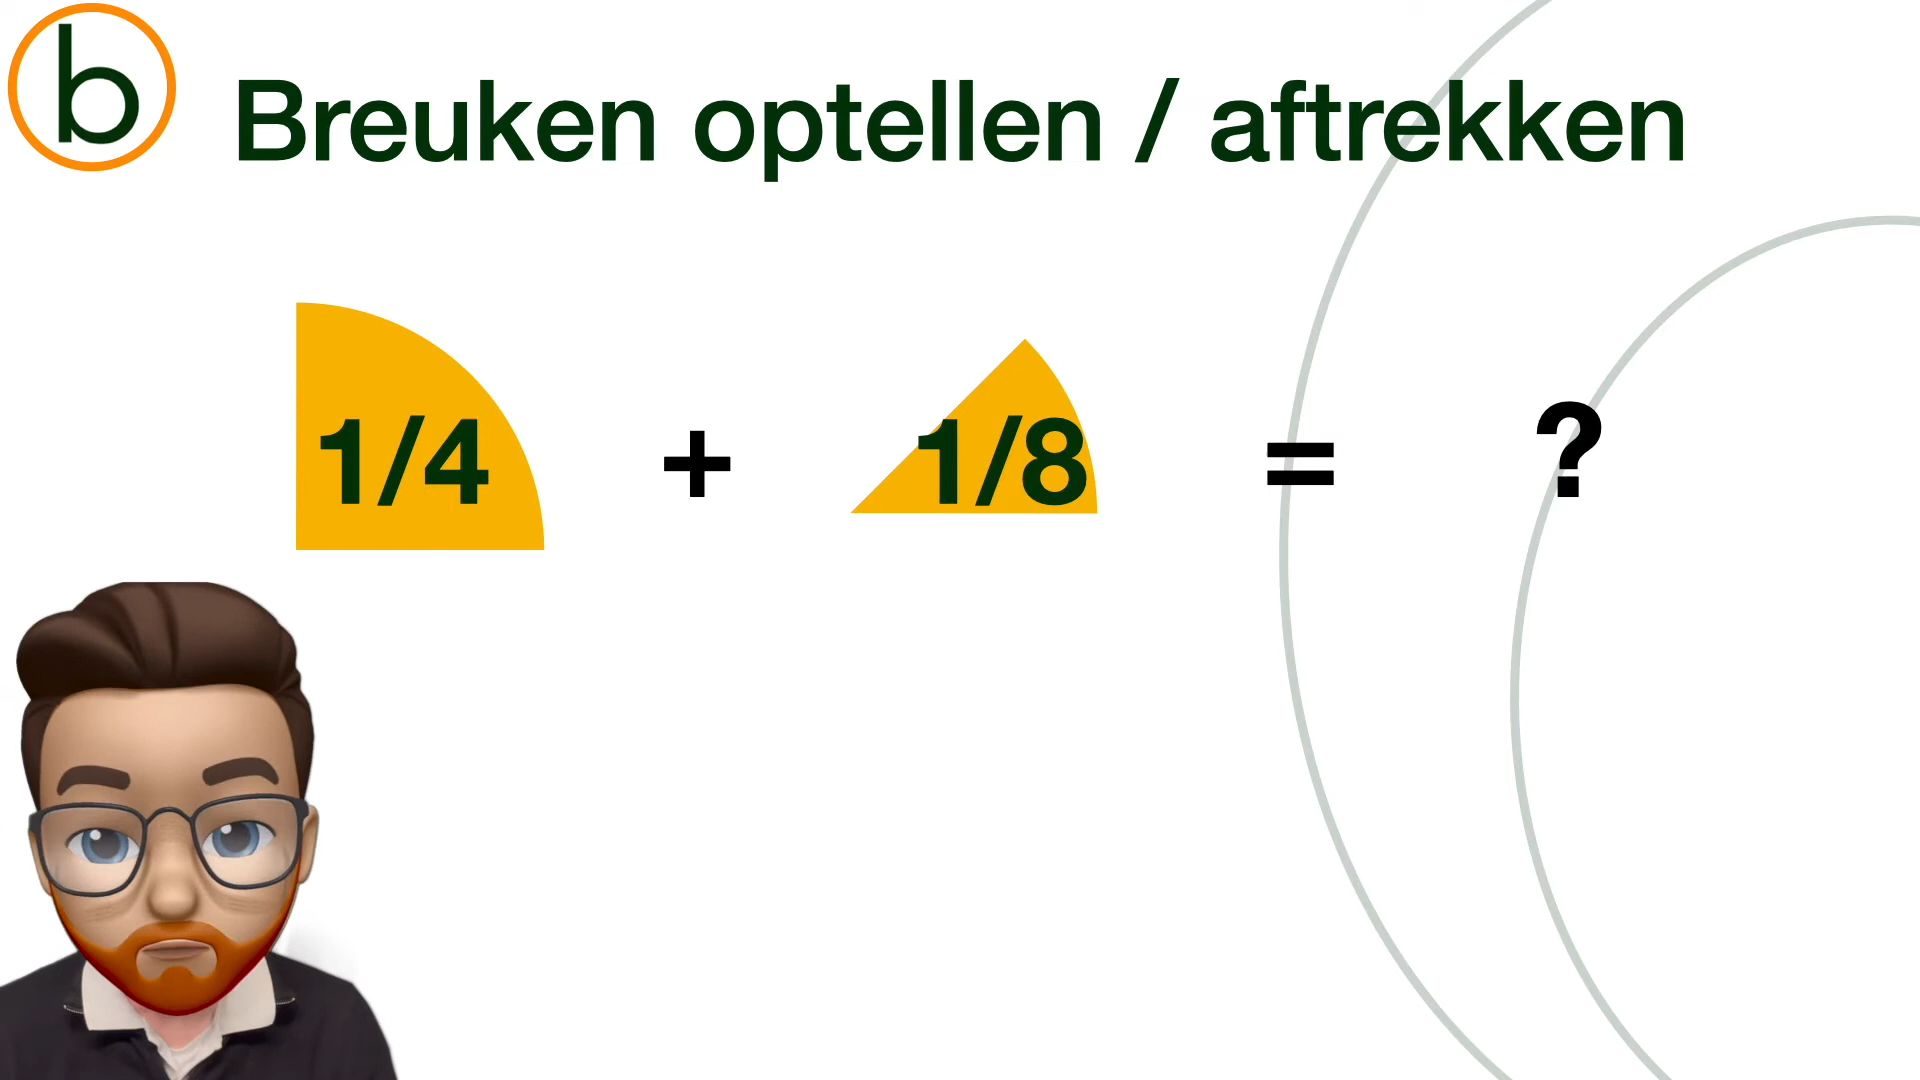 b
Breuken optellen / aftrekken
1/4 + 1/8 = ?